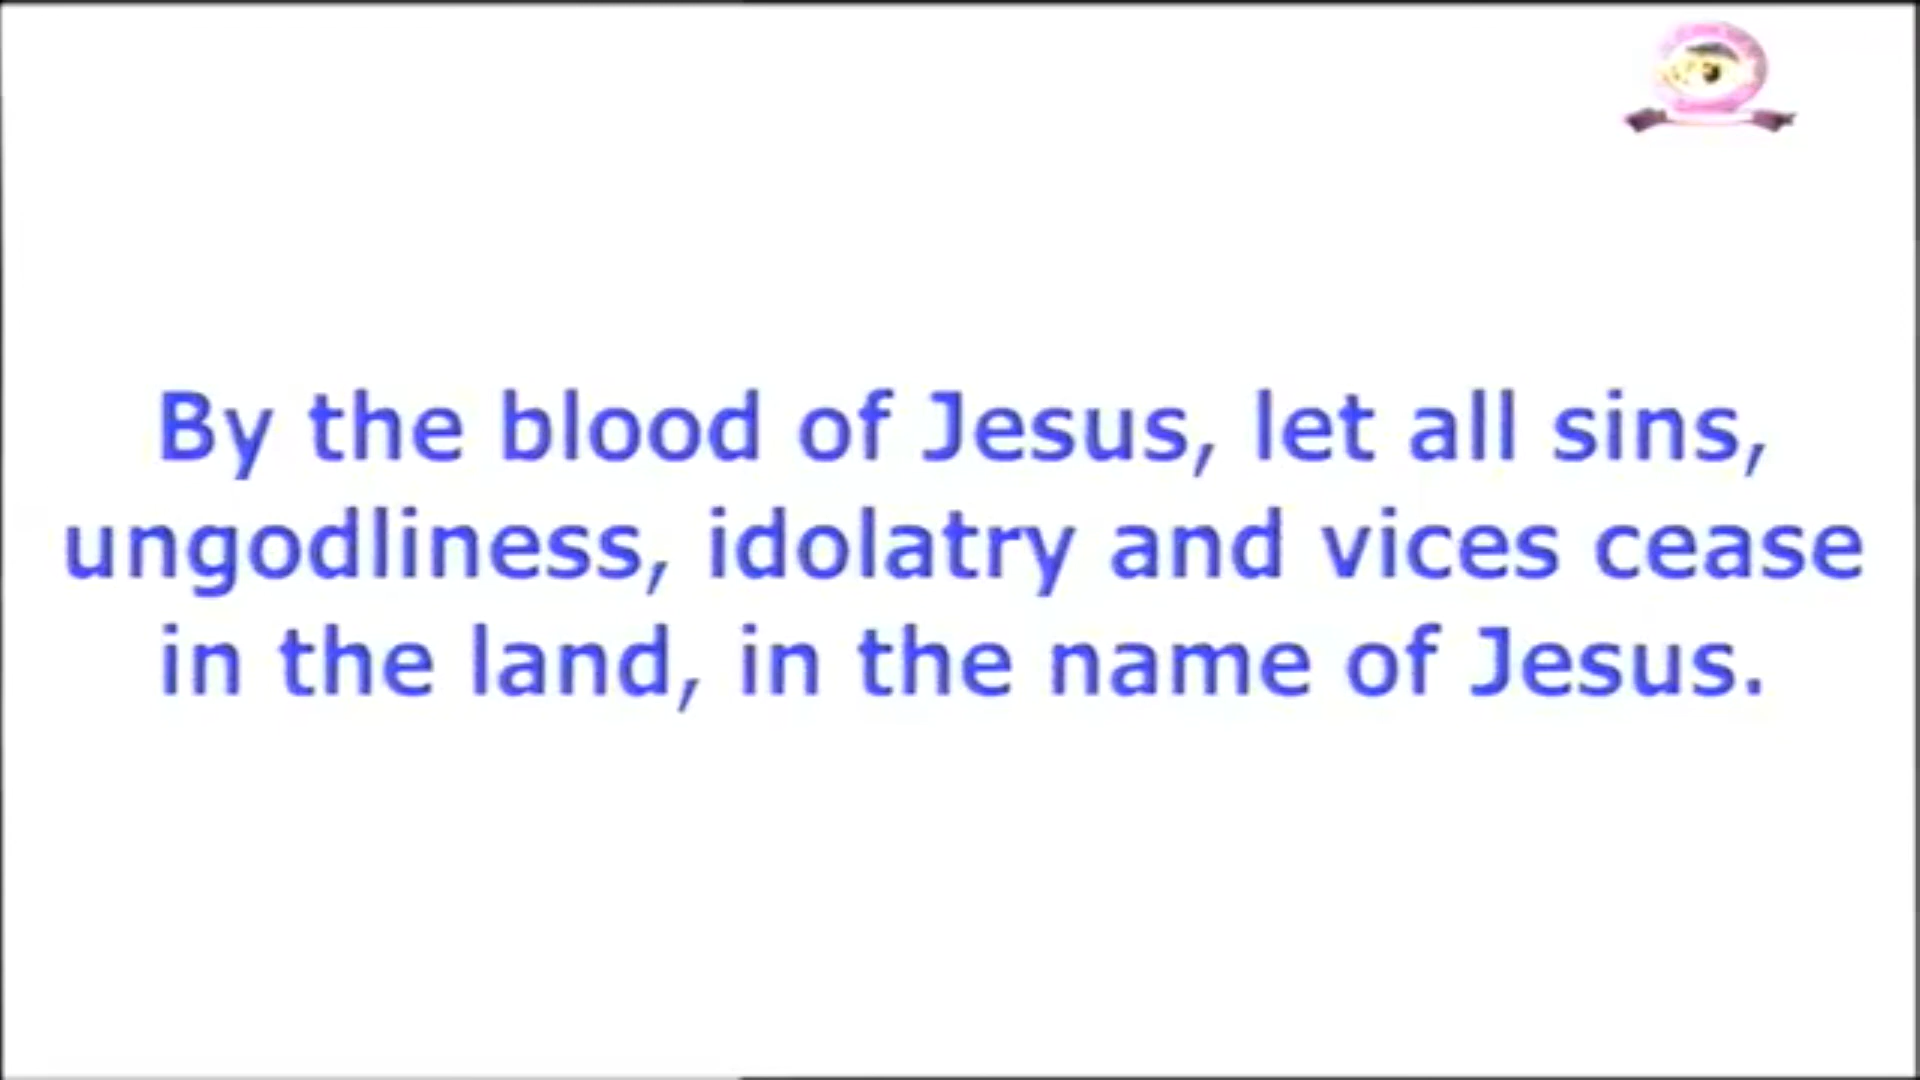 By the blood of Jesus, let all sins,
ungodliness, idolatry and vices cease
in the land, in the name of Jesus.